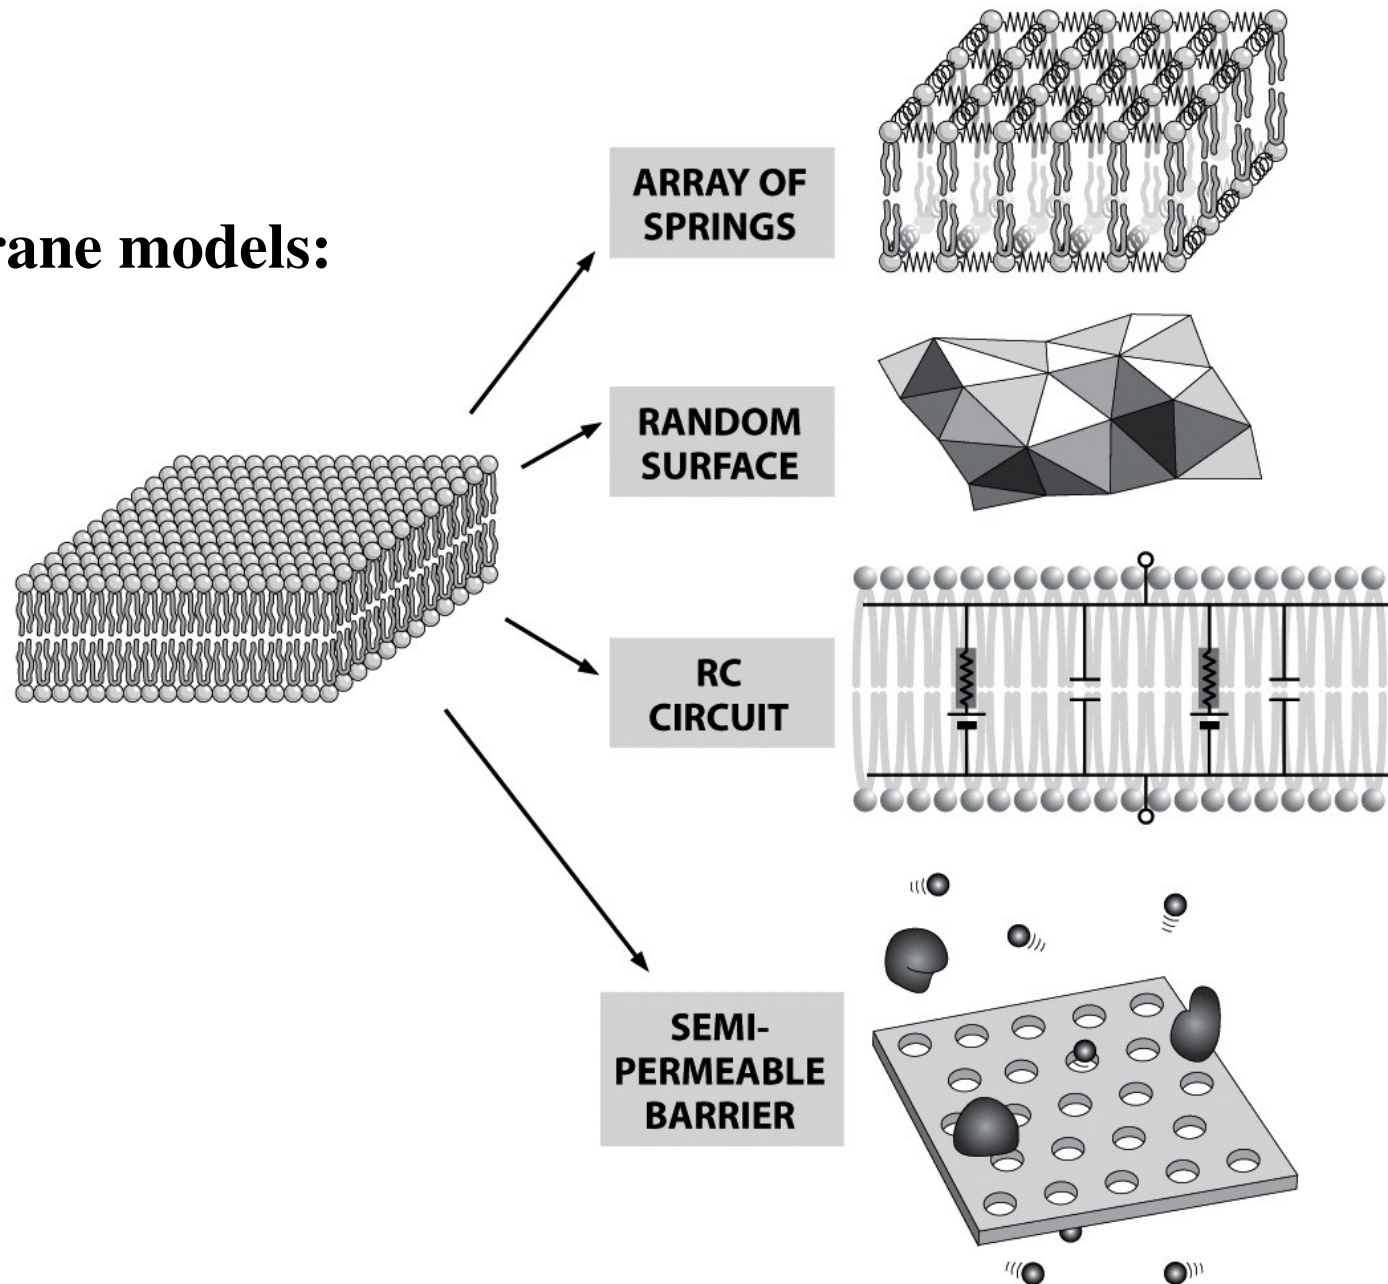 rane models:
ARRAY OF
SPRINGS
RANDOM
SURFACE
RC
CIRCUIT
SEMI-
PERMEABLE
BARRIER